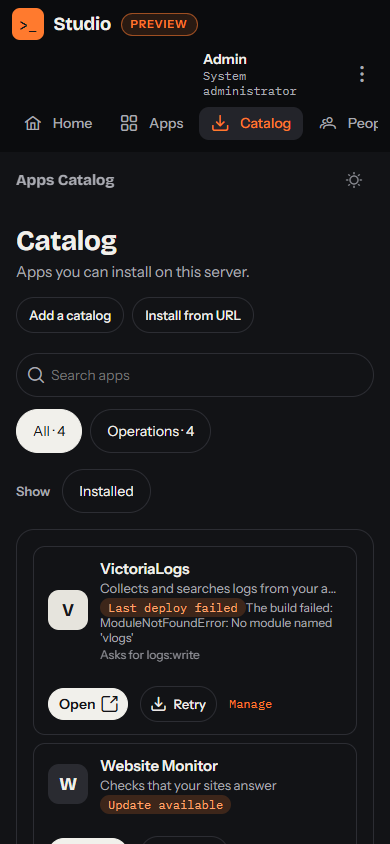 >_ Studio PREVIEW
Admin
System
administrator
Home Apps Catalog Peop
Apps Catalog
Catalog
Apps you can install on this server.
Add a catalog Install from URL
Search apps
All · 4 Operations · 4
Show Installed
VictoriaLogs
Collects and searches logs from your a...
V
Last deploy failed The build failed:
ModuleNotFoundError: No module named
'vlogs'
Asks for logs:write
Open Retry Manage
Website Monitor
W
Checks that your sites answer
Update available